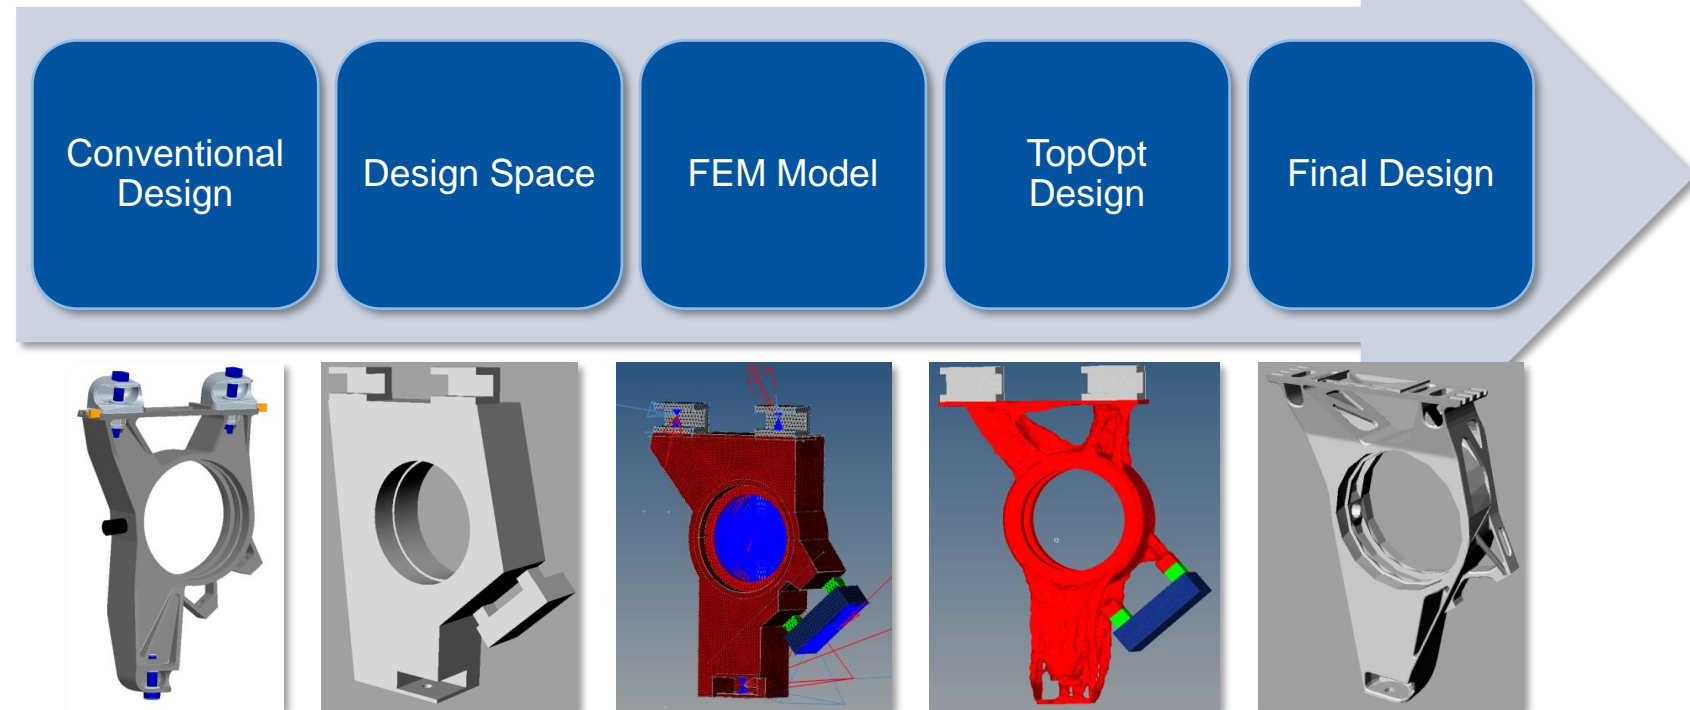 Conventional
Design
Design Space
FEM Model
TopOpt
Design
Final Design